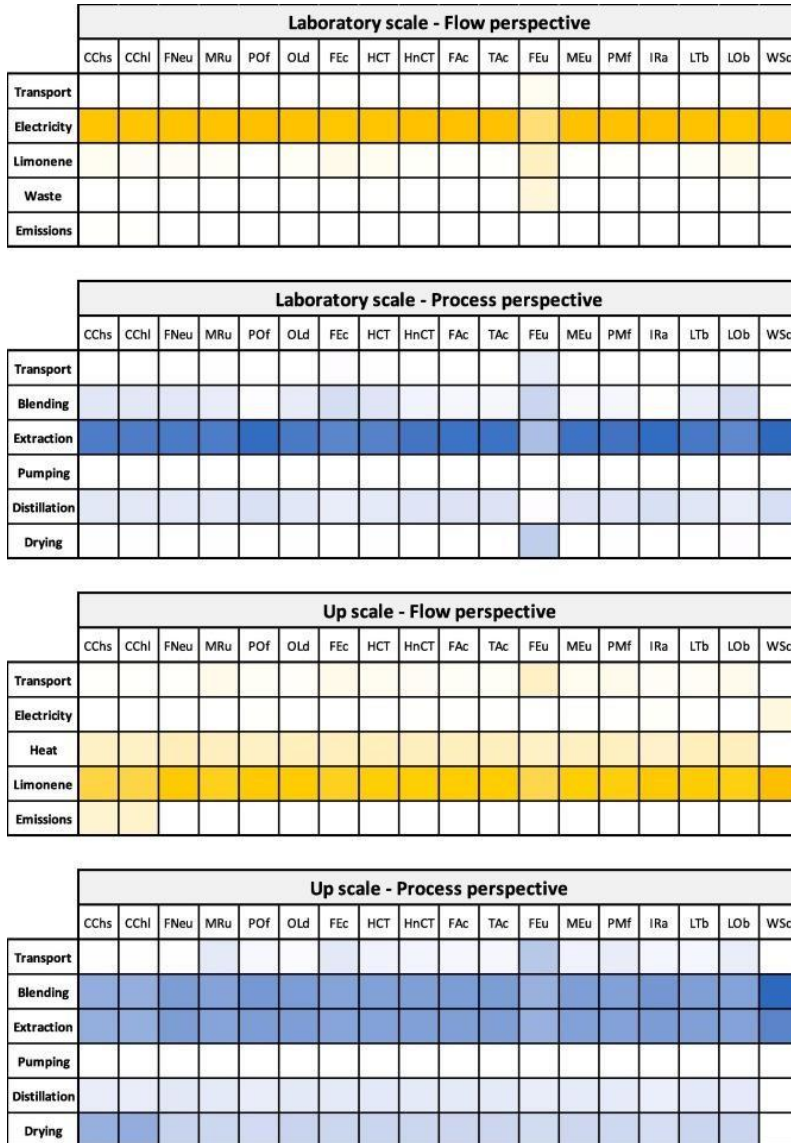 Laboratory scale - Flow perspective
CChs CChl FNeu MRu POf OLd FEc HCT HnCT FAc TAc FEu MEu PMf IRa LTb LOb WSc
Transport
Electricity
Limonene
Waste
Emissions
Laboratory scale - Process perspective
CChs CChl FNeu MRu POf OLd FEc HCT HnCT FAc TAc FEu MEu PMf IRa LTb LOb WSc
Transport
Blending
Extraction
Pumping
Distillation
Drying
Up scale - Flow perspective
CChs CChl FNeu MRu POf OLd FEc HCT HnCT FAc TAc FEu MEu PMf IRa LTb LOb WSc
Transport
Electricity
Heat
Limonene
Emissions
Up scale - Process perspective
CChs CChl FNeu MRu POf OLd FEc HCT HnCT FAc TAc FEu MEu PMf IRa LTb LOb WSc
Transport
Blending
Extraction
Pumping
Distillation
Drying